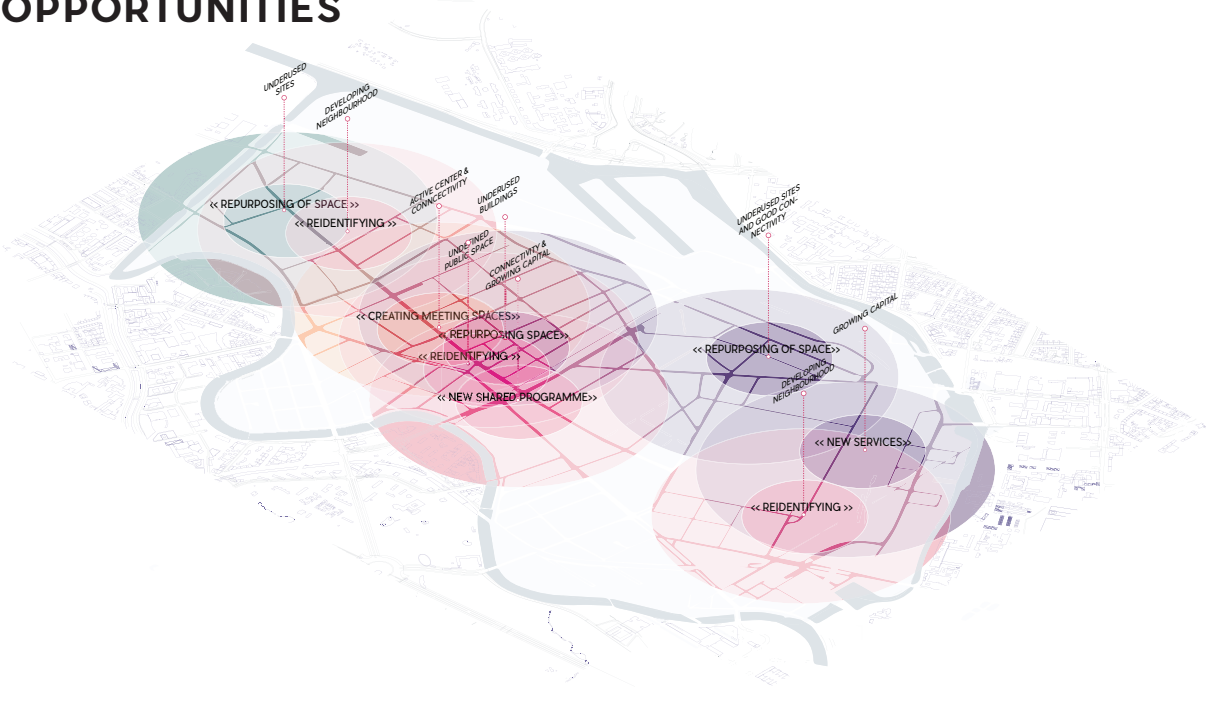 OPPORTUNITIES
UNDERUSED
SITES
DEVELOPING
NEIGHBOURHOOD
ACTIVE CENTER &
CONNCECTIVITY
UNDERUSED
BUILDINGS
UNDEFINED
PUBLIC SPACE
CONNECTIVITY &
GROWING CAPITAL
UNDERUSED SITES
AND GOOD CON-
NECTIVITY
GROWING CAPITAL
DEVELOPING
NEIGHBOURHOOD
<< REPURPOSING OF SPACE >>
<< REIDENTIFYING >>
<< CREATING MEETING SPACES>>
<< REPURPOSING SPACE>>
<< REIDENTIFYING >>
<< NEW SHARED PROGRAMME>>
<< REPURPOSING OF SPACE>>
<< NEW SERVICES>>
<< REIDENTIFYING >>